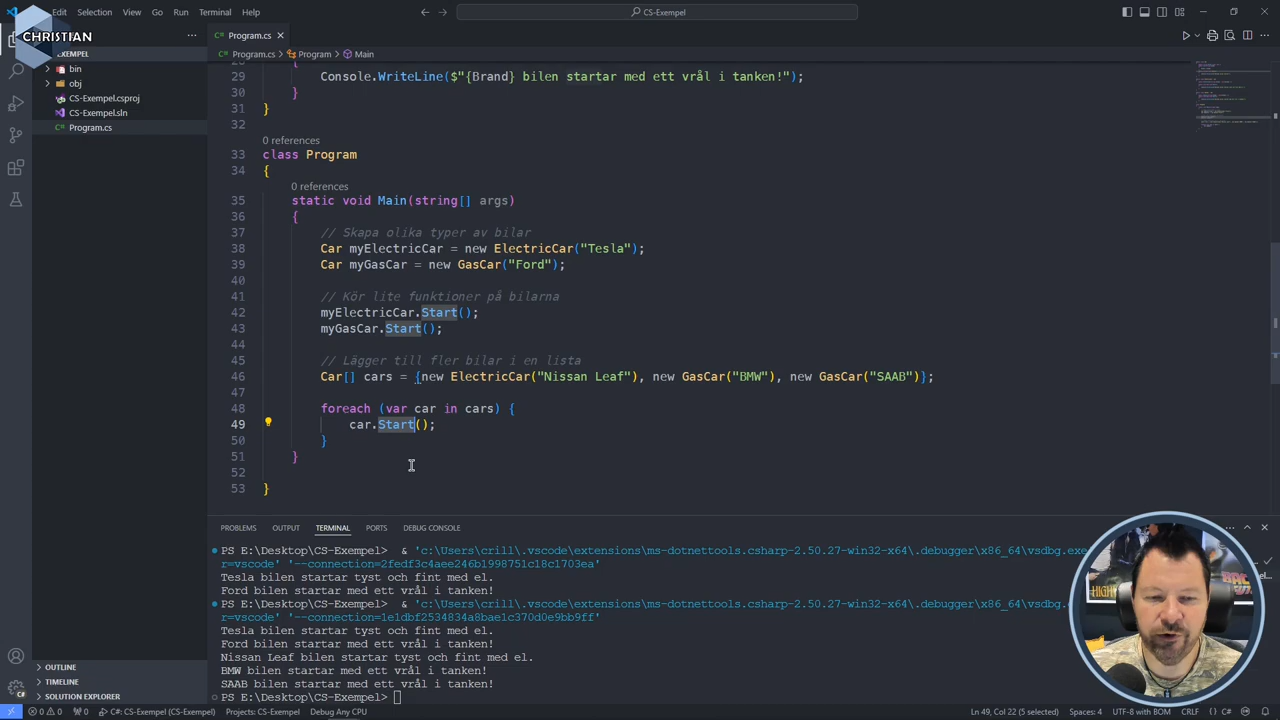 Edit Selection View Go Run Terminal Help
CS-Exempel
CHRISTIAN
Program.cs
EXEMPEL
Program.cs > Program > Main
bin
obj
CS-Exempel.csproj
CS-Exempel.sln
Program.cs
29 Console.WriteLine($"{Brand} bilen startar med ett vrål i tanken!");
30 }
31 }
32
0 references
33 class Program
34 {
0 references
35 static void Main(string[] args)
36 {
37 // Skapa olika typer av bilar
38 Car myElectricCar = new ElectricCar("Tesla");
39 Car myGasCar = new GasCar("Ford");
40
41 // Kör lite funktioner på bilarna
42 myElectricCar.Start();
43 myGasCar.Start();
44
45 // Lägger till fler bilar i en lista
46 Car[] cars = {new ElectricCar("Nissan Leaf"), new GasCar("BMW"), new GasCar("SAAB")};
47
48 foreach (var car in cars) {
49 car.Start();
50 }
51 }
52
53 }
PROBLEMS OUTPUT TERMINAL PORTS DEBUG CONSOLE
PS E:\Desktop\CS-Exempel> & 'c:\Users\crill\.vscode\extensions\ms-dotnettools.csharp-2.50.27-win32-x64\.debugger\x86_64\vsdbg.exe
r=vscode' '--connection=2fedf3c4aee246b1998751c18c1703ea'
Tesla bilen startar tyst och fint med el.
Ford bilen startar med ett vrål i tanken!
PS E:\Desktop\CS-Exempel> & 'c:\Users\crill\.vscode\extensions\ms-dotnettools.csharp-2.50.27-win32-x64\.debugger\x86_64\vsdbg.ex
r=vscode' '--connection=1e1dbf2534834a8bae1c370d0e9bb9ff'
Tesla bilen startar tyst och fint med el.
Ford bilen startar med ett vrål i tanken!
Nissan Leaf bilen startar tyst och fint med el.
BMW bilen startar med ett vrål i tanken!
SAAB bilen startar med ett vrål i tanken!
PS E:\Desktop\CS-Exempel>
OUTLINE
TIMELINE
SOLUTION EXPLORER
0 0 C#: CS-Exempel (CS-Exempel) Projects: CS-Exempel Debug Any CPU Ln 49, Col 22 (5 selected) Spaces: 4 UTF-8 with BOM CRLF C#